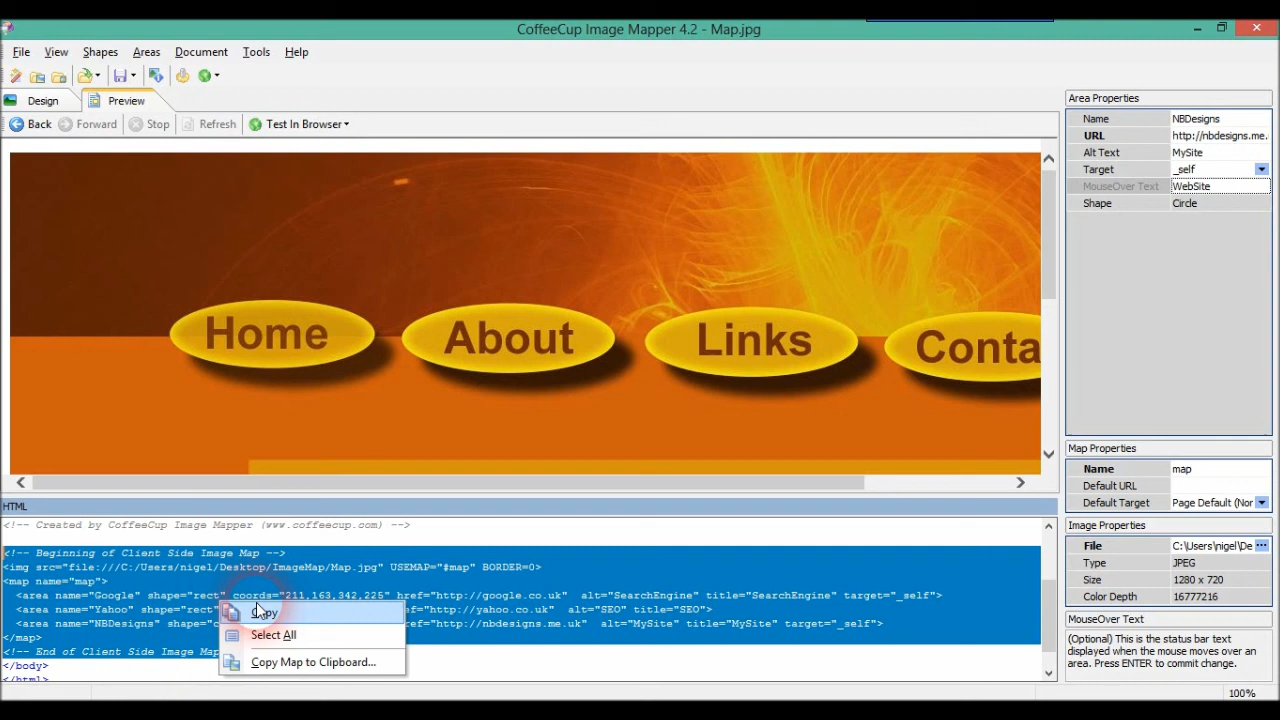 CoffeeCup Image Mapper 4.2 - Map.jpg
File View Shapes Areas Document Tools Help
Design Preview
Back Forward Stop Refresh Test In Browser
Home About Links Conta
Area Properties
Name NBDesigns
URL http://nbdesigns.me.
Alt Text MySite
Target _self
MouseOver Text WebSite
Shape Circle
Map Properties
Name map
Default URL
Default Target Page Default (Nor
Image Properties
File C:\Users\nigel\De ...
Type JPEG
Size 1280 x 720
Color Depth 16777216
MouseOver Text
(Optional) This is the status bar text
displayed when the mouse moves over an
area. Press ENTER to commit change.
HTML
<!-- Created by CoffeeCup Image Mapper (www.coffeecup.com) -->
<!-- Beginning of Client Side Image Map -->
<img src="file:///C:/Users/nigel/Desktop/ImageMap/Map.jpg" USEMAP="#map" BORDER=0>
<map name="map">
<area name="Google" shape="rect" coords="211,163,342,225" href="http://google.co.uk" alt="SearchEngine" title="SearchEngine" target="_self">
<area name="Yahoo" shape="rect" ef="http://yahoo.co.uk" alt="SEO" title="SEO">
<area name="NBDesigns" shape="c ref="http://nbdesigns.me.uk" alt="MySite" title="MySite" target="_self">
</map>
<!-- End of Client Side Image Map
</body>
</html>
Copy
Select All
Copy Map to Clipboard...
100%